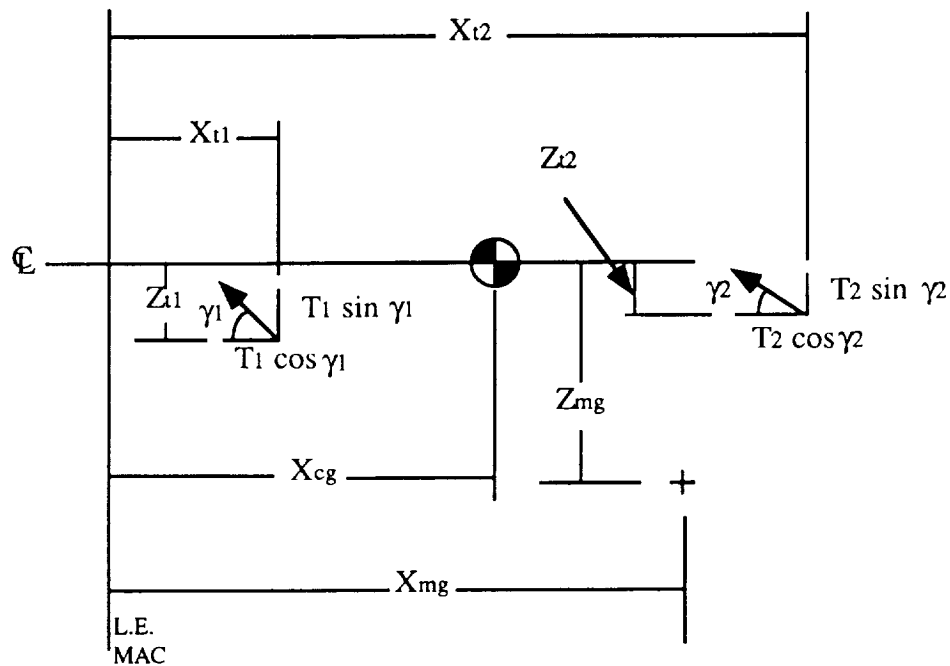 Xt2
Xt1
Zt2
℄
Zt1
γ1
T1 sin γ1
T1 cos γ1
γ2
T2 sin γ2
T2 cos γ2
Zmg
Xcg
Xmg
L.E.
MAC